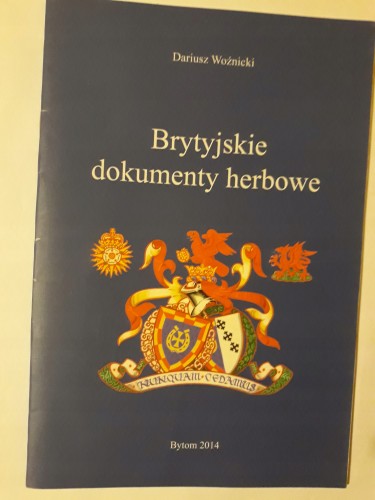 Dariusz Woźnicki
Brytyjskie
dokumenty herbowe
NUNQUAM CEDAMUS
Bytom 2014